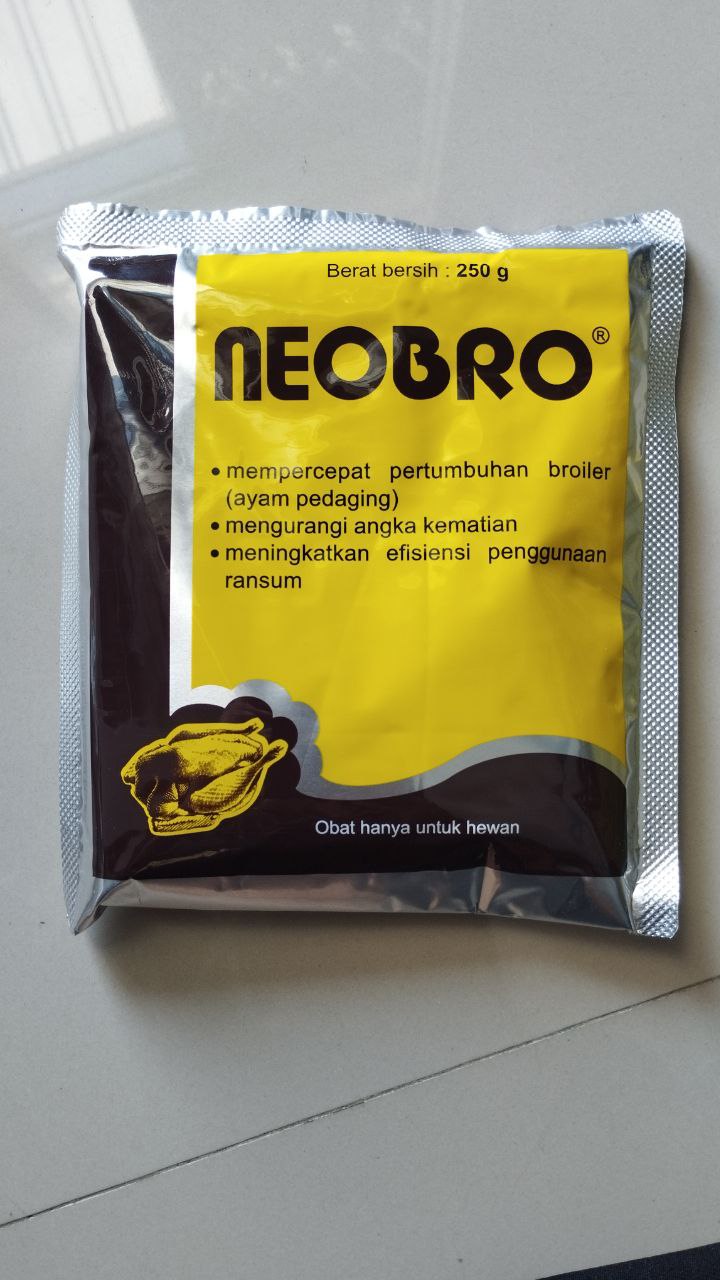 Berat bersih : 250 g
NEOBRO®
• mempercepat pertumbuhan broiler
(ayam pedaging)
• mengurangi angka kematian
• meningkatkan efisiensi penggunaan
ransum
Obat hanya untuk hewan